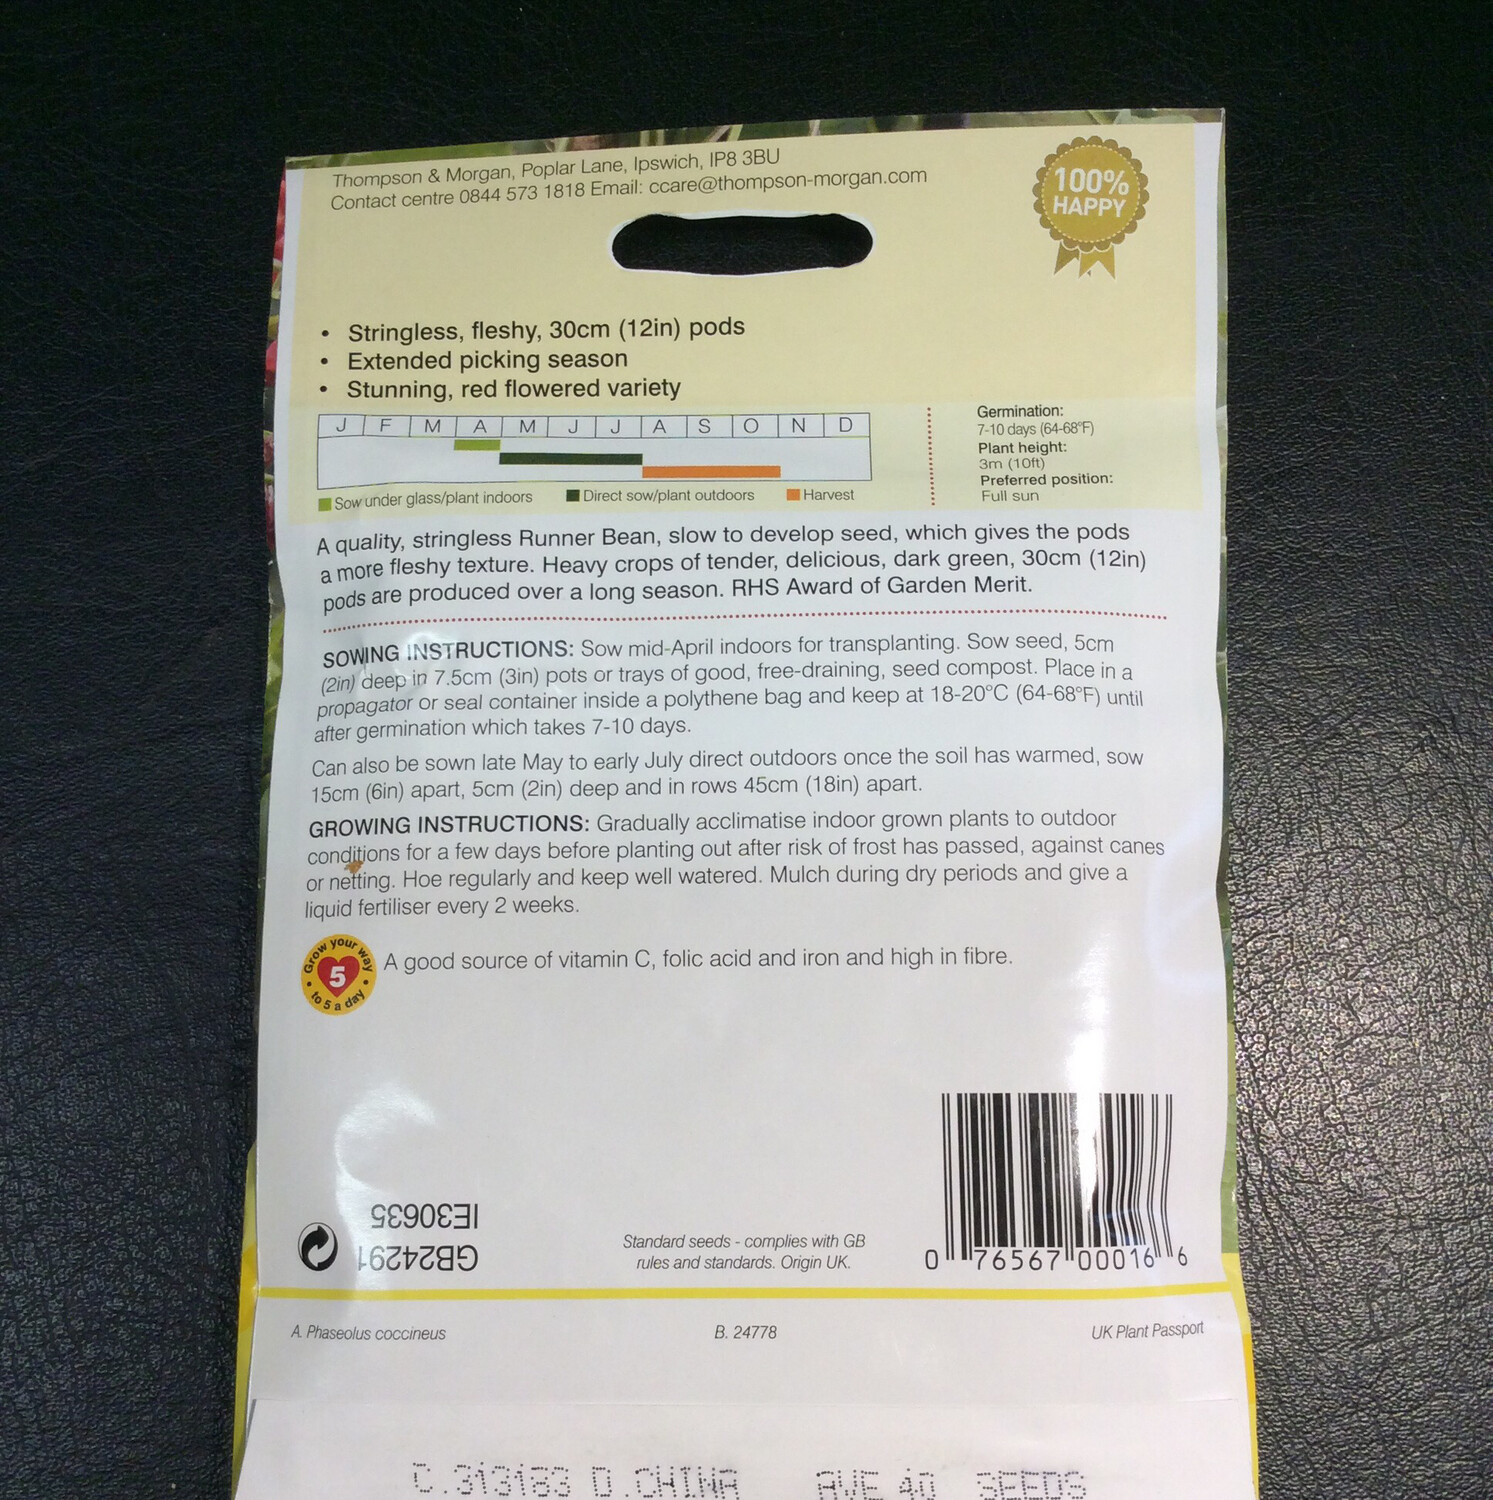 Thompson & Morgan, Poplar Lane, Ipswich, IP8 3BU
Contact centre 0844 573 1818 Email: ccare@thompson-morgan.com
100%
HAPPY
• Stringless, fleshy, 30cm (12in) pods
• Extended picking season
• Stunning, red flowered variety
J F M A M J J A S O N D
Sow under glass/plant indoors Direct sow/plant outdoors Harvest
Germination:
7-10 days (64-68°F)
Plant height:
3m (10ft)
Preferred position:
Full sun
A quality, stringless Runner Bean, slow to develop seed, which gives the pods
a more fleshy texture. Heavy crops of tender, delicious, dark green, 30cm (12in)
pods are produced over a long season. RHS Award of Garden Merit.
SOWING INSTRUCTIONS: Sow mid-April indoors for transplanting. Sow seed, 5cm
(2in) deep in 7.5cm (3in) pots or trays of good, free-draining, seed compost. Place in a
propagator or seal container inside a polythene bag and keep at 18-20°C (64-68°F) until
after germination which takes 7-10 days.
Can also be sown late May to early July direct outdoors once the soil has warmed, sow
15cm (6in) apart, 5cm (2in) deep and in rows 45cm (18in) apart.
GROWING INSTRUCTIONS: Gradually acclimatise indoor grown plants to outdoor
conditions for a few days before planting out after risk of frost has passed, against canes
or netting. Hoe regularly and keep well watered. Mulch during dry periods and give a
liquid fertiliser every 2 weeks.
Grow your way
5
to 5 a day
A good source of vitamin C, folic acid and iron and high in fibre.
GB24291
IE30635
Standard seeds - complies with GB
rules and standards. Origin UK.
0 76567 00016 6
A. Phaseolus coccineus B. 24778 UK Plant Passport
C.313183 D.CHINA AVE 40 SEEDS